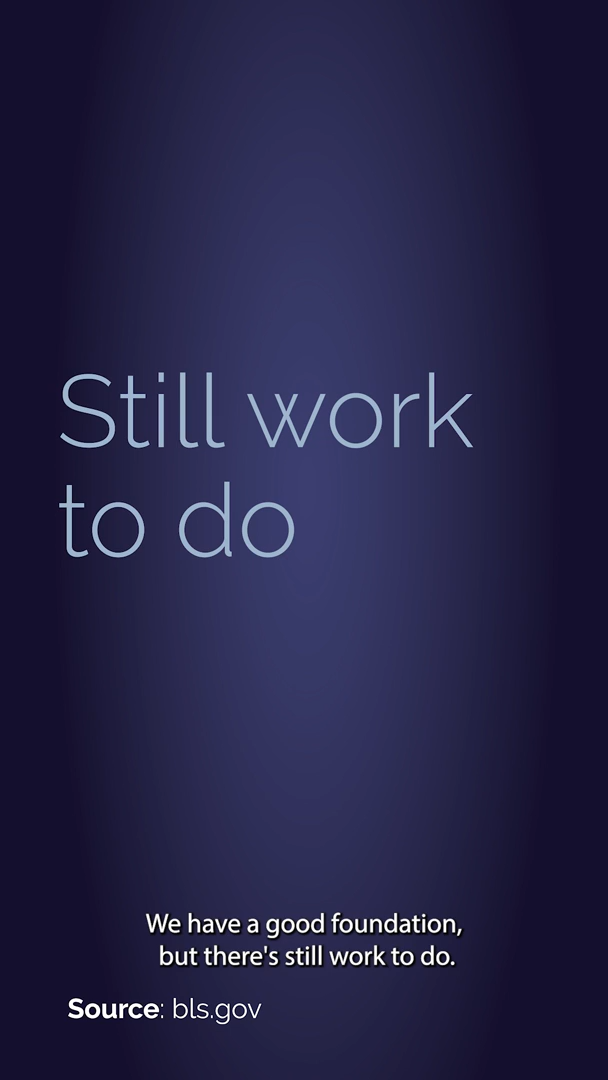 Still work
to do
We have a good foundation,
but there's still work to do.
Source: bls.gov